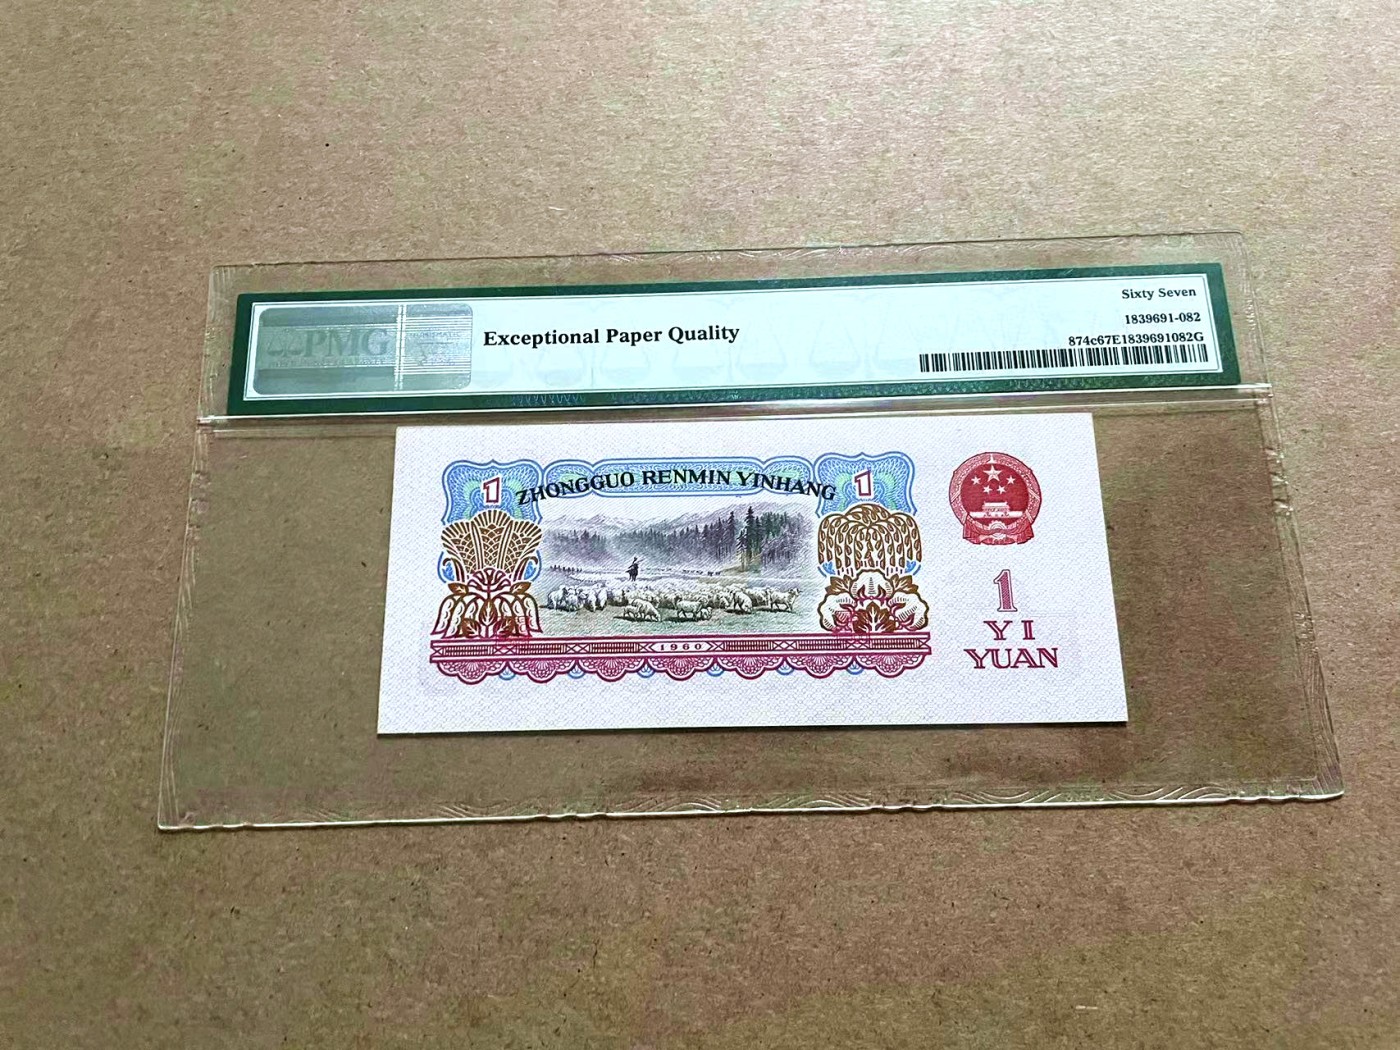 PMG
Exceptional Paper Quality
Sixty Seven
1839691-082
874c67E1839691082G
1
ZHONGGUO RENMIN YINHANG
1
1
YI
YUAN
1960